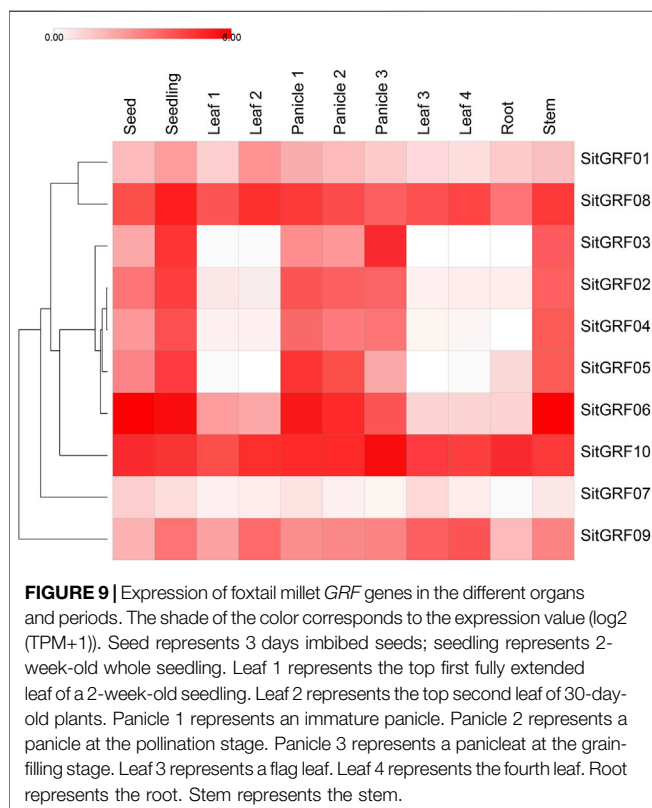 0.00
Seed Seedling Leaf 1 Leaf 2 Panicle 1 Panicle 2 Panicle 3 Leaf 3 Leaf 4 Root Stem
SitGRF01
SitGRF08
SitGRF03
SitGRF02
SitGRF04
SitGRF05
SitGRF06
SitGRF10
SitGRF07
SitGRF09
FIGURE 9 | Expression of foxtail millet GRF genes in the different organs
and periods. The shade of the color corresponds to the expression value (log2
(TPM+1)). Seed represents 3 days imbibed seeds; seedling represents 2-
week-old whole seedling. Leaf 1 represents the top first fully extended
leaf of a 2-week-old seedling. Leaf 2 represents the top second leaf of 30-day-
old plants. Panicle 1 represents an immature panicle. Panicle 2 represents a
panicle at the pollination stage. Panicle 3 represents a panicleat at the grain-
filling stage. Leaf 3 represents a flag leaf. Leaf 4 represents the fourth leaf. Root
represents the root. Stem represents the stem.